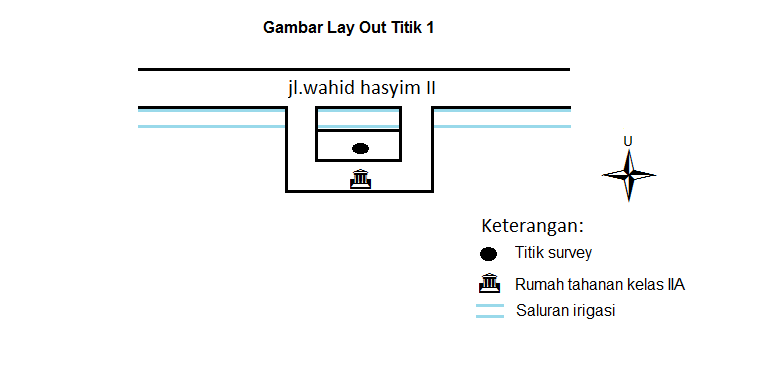 Gambar Lay Out Titik 1
jl.wahid hasyim II
U
Keterangan:
Titik survey
Rumah tahanan kelas IIA
Saluran irigasi